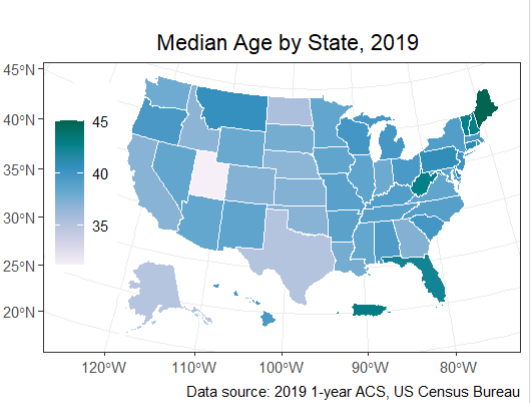 Median Age by State, 2019
45°N
40°N
35°N
30°N
25°N
20°N
45
40
35
120°W
110°W
100°W
90°W
80°W
Data source: 2019 1-year ACS, US Census Bureau